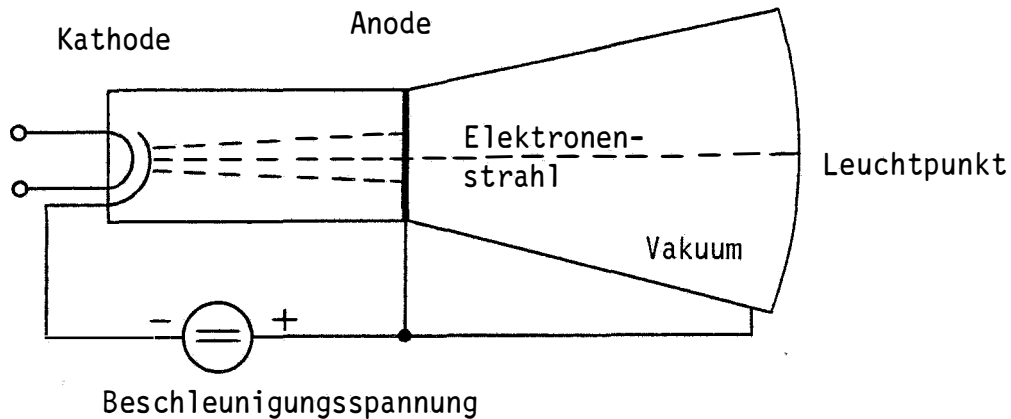 Kathode
Anode
Elektronen-
strahl
Leuchtpunkt
Vakuum
- +
Beschleunigungsspannung